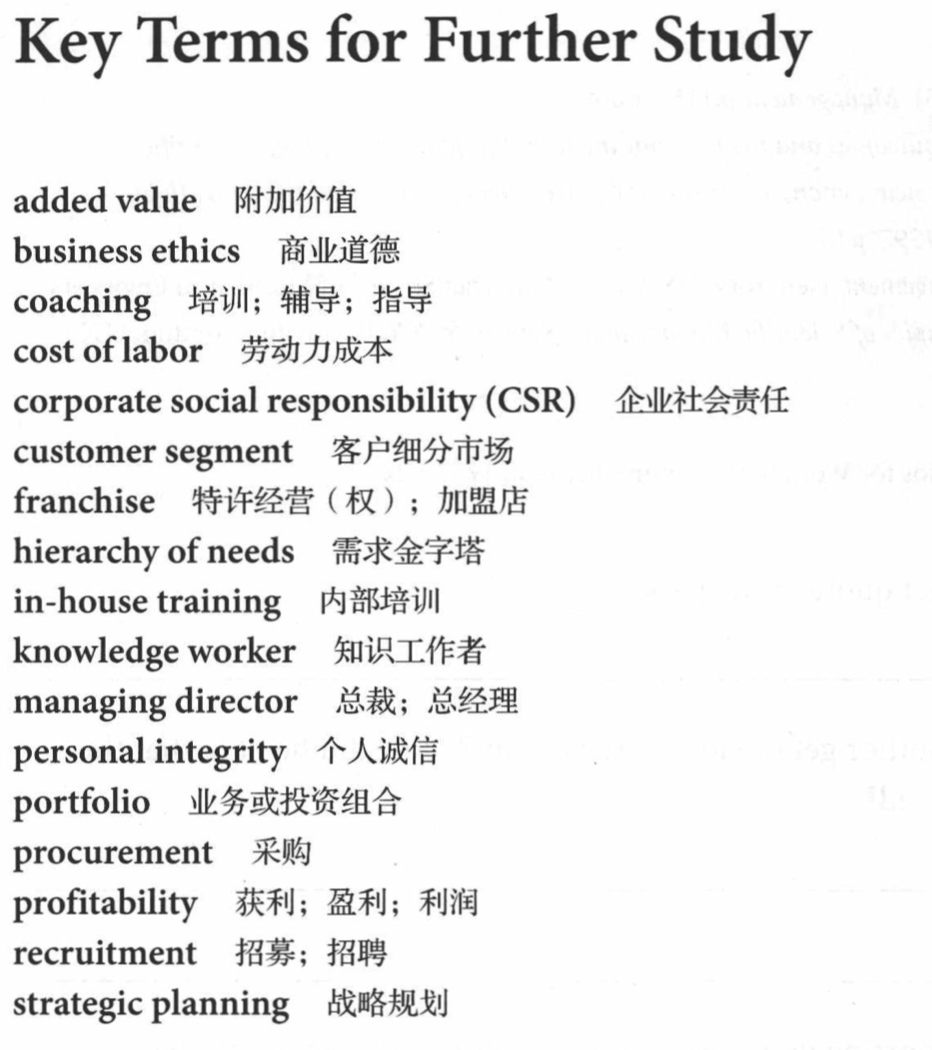 Key Terms for Further Study
added value 附加价值
business ethics 商业道德
coaching 培训；辅导；指导
cost of labor 劳动力成本
corporate social responsibility (CSR) 企业社会责任
customer segment 客户细分市场
franchise 特许经营（权）；加盟店
hierarchy of needs 需求金字塔
in-house training 内部培训
knowledge worker 知识工作者
managing director 总裁；总经理
personal integrity 个人诚信
portfolio 业务或投资组合
procurement 采购
profitability 获利；盈利；利润
recruitment 招募；招聘
strategic planning 战略规划